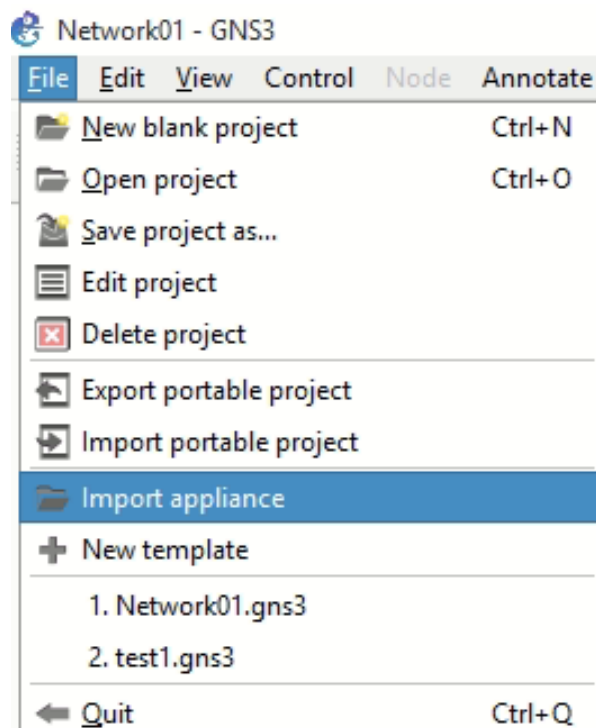 Network01 - GNS3
File Edit View Control Node Annotate
New blank project Ctrl+N
Open project Ctrl+O
Save project as...
Edit project
Delete project
Export portable project
Import portable project
Import appliance
New template
1. Network01.gns3
2. test1.gns3
Quit Ctrl+Q